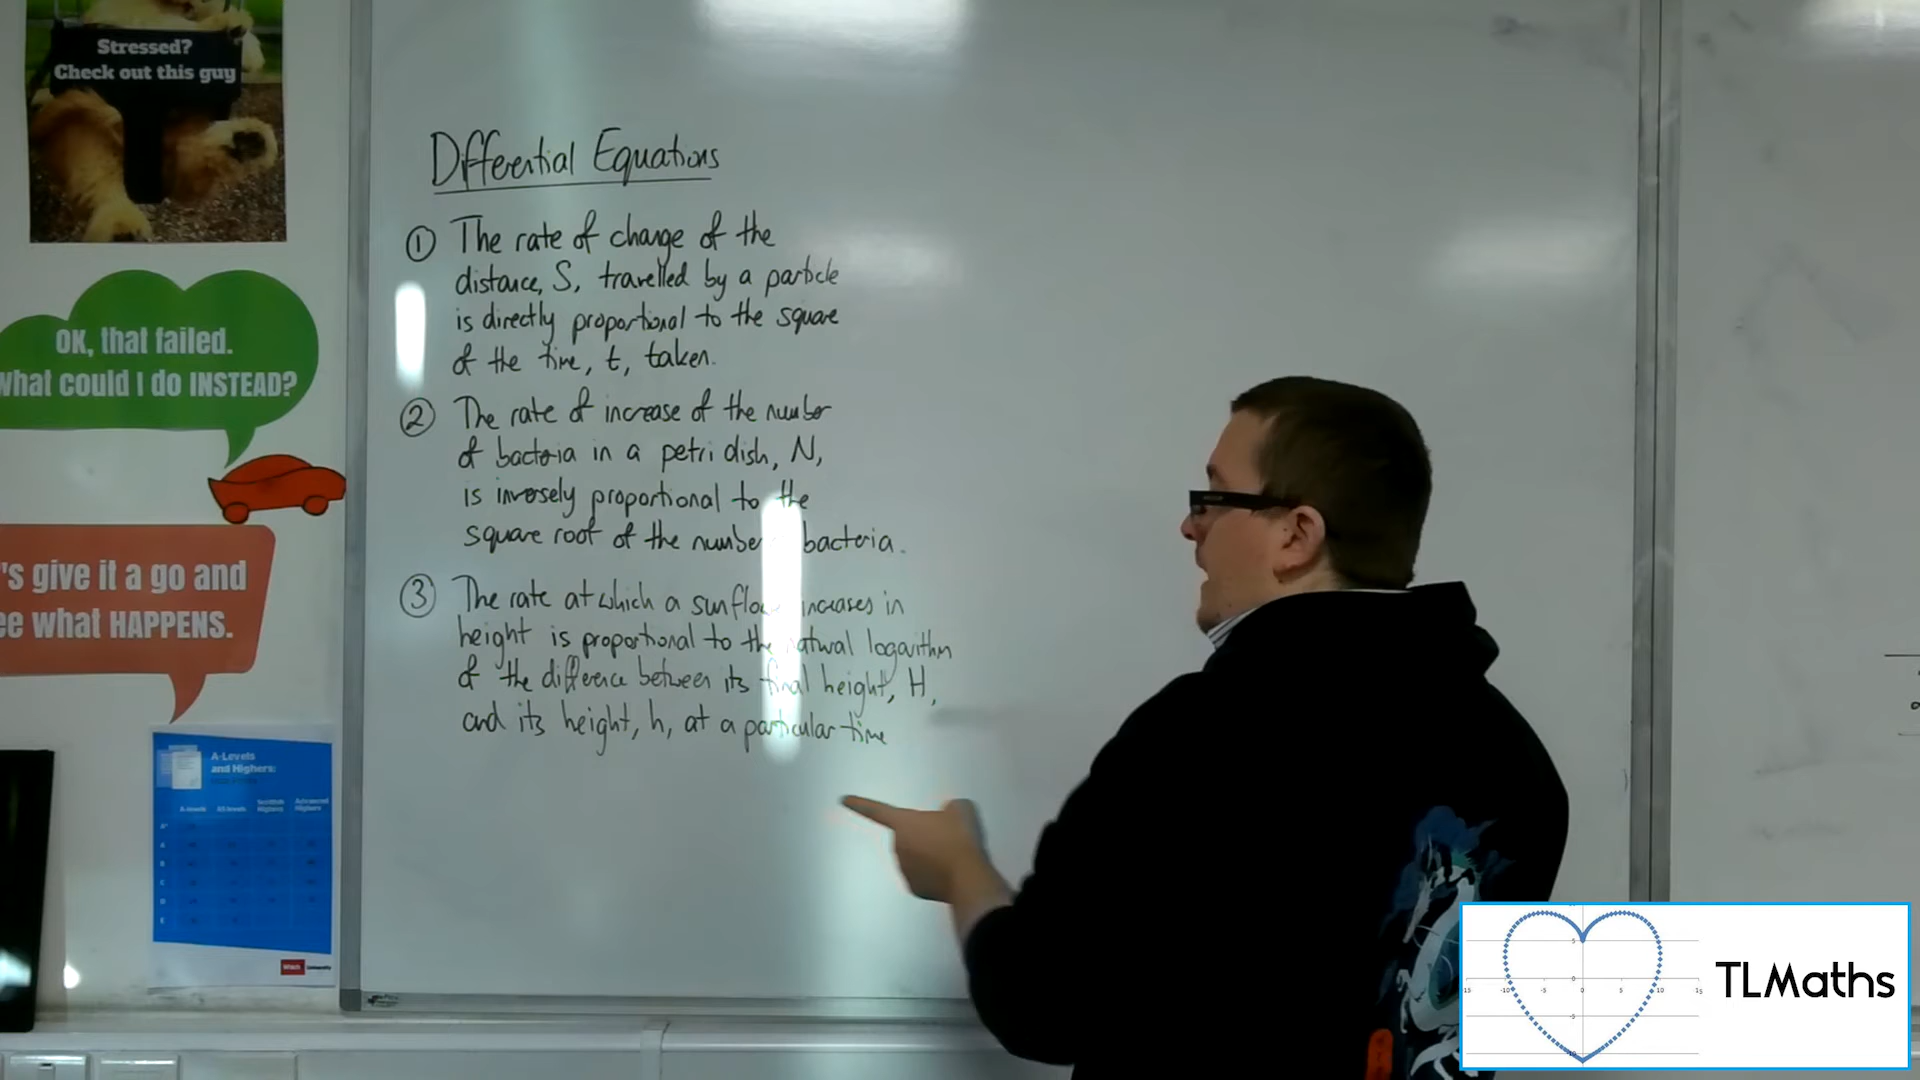 Stressed?
Check out this guy
OK, that failed.
what could I do INSTEAD?
's give it a go and
ee what HAPPENS.
A-Levels
and Highers:
Differential Equations
① The rate of change of the
distance, S, travelled by a particle
is directly proportional to the square
of the time, t, taken.
② The rate of increase of the number
of bacteria in a petri dish, N,
is inversely proportional to the
square root of the number bacteria.
③ The rate at which a sunflower increases in
height is proportional to the natural logarithm
of the difference between its final height, H,
and its height, h, at a particular time
TLMaths